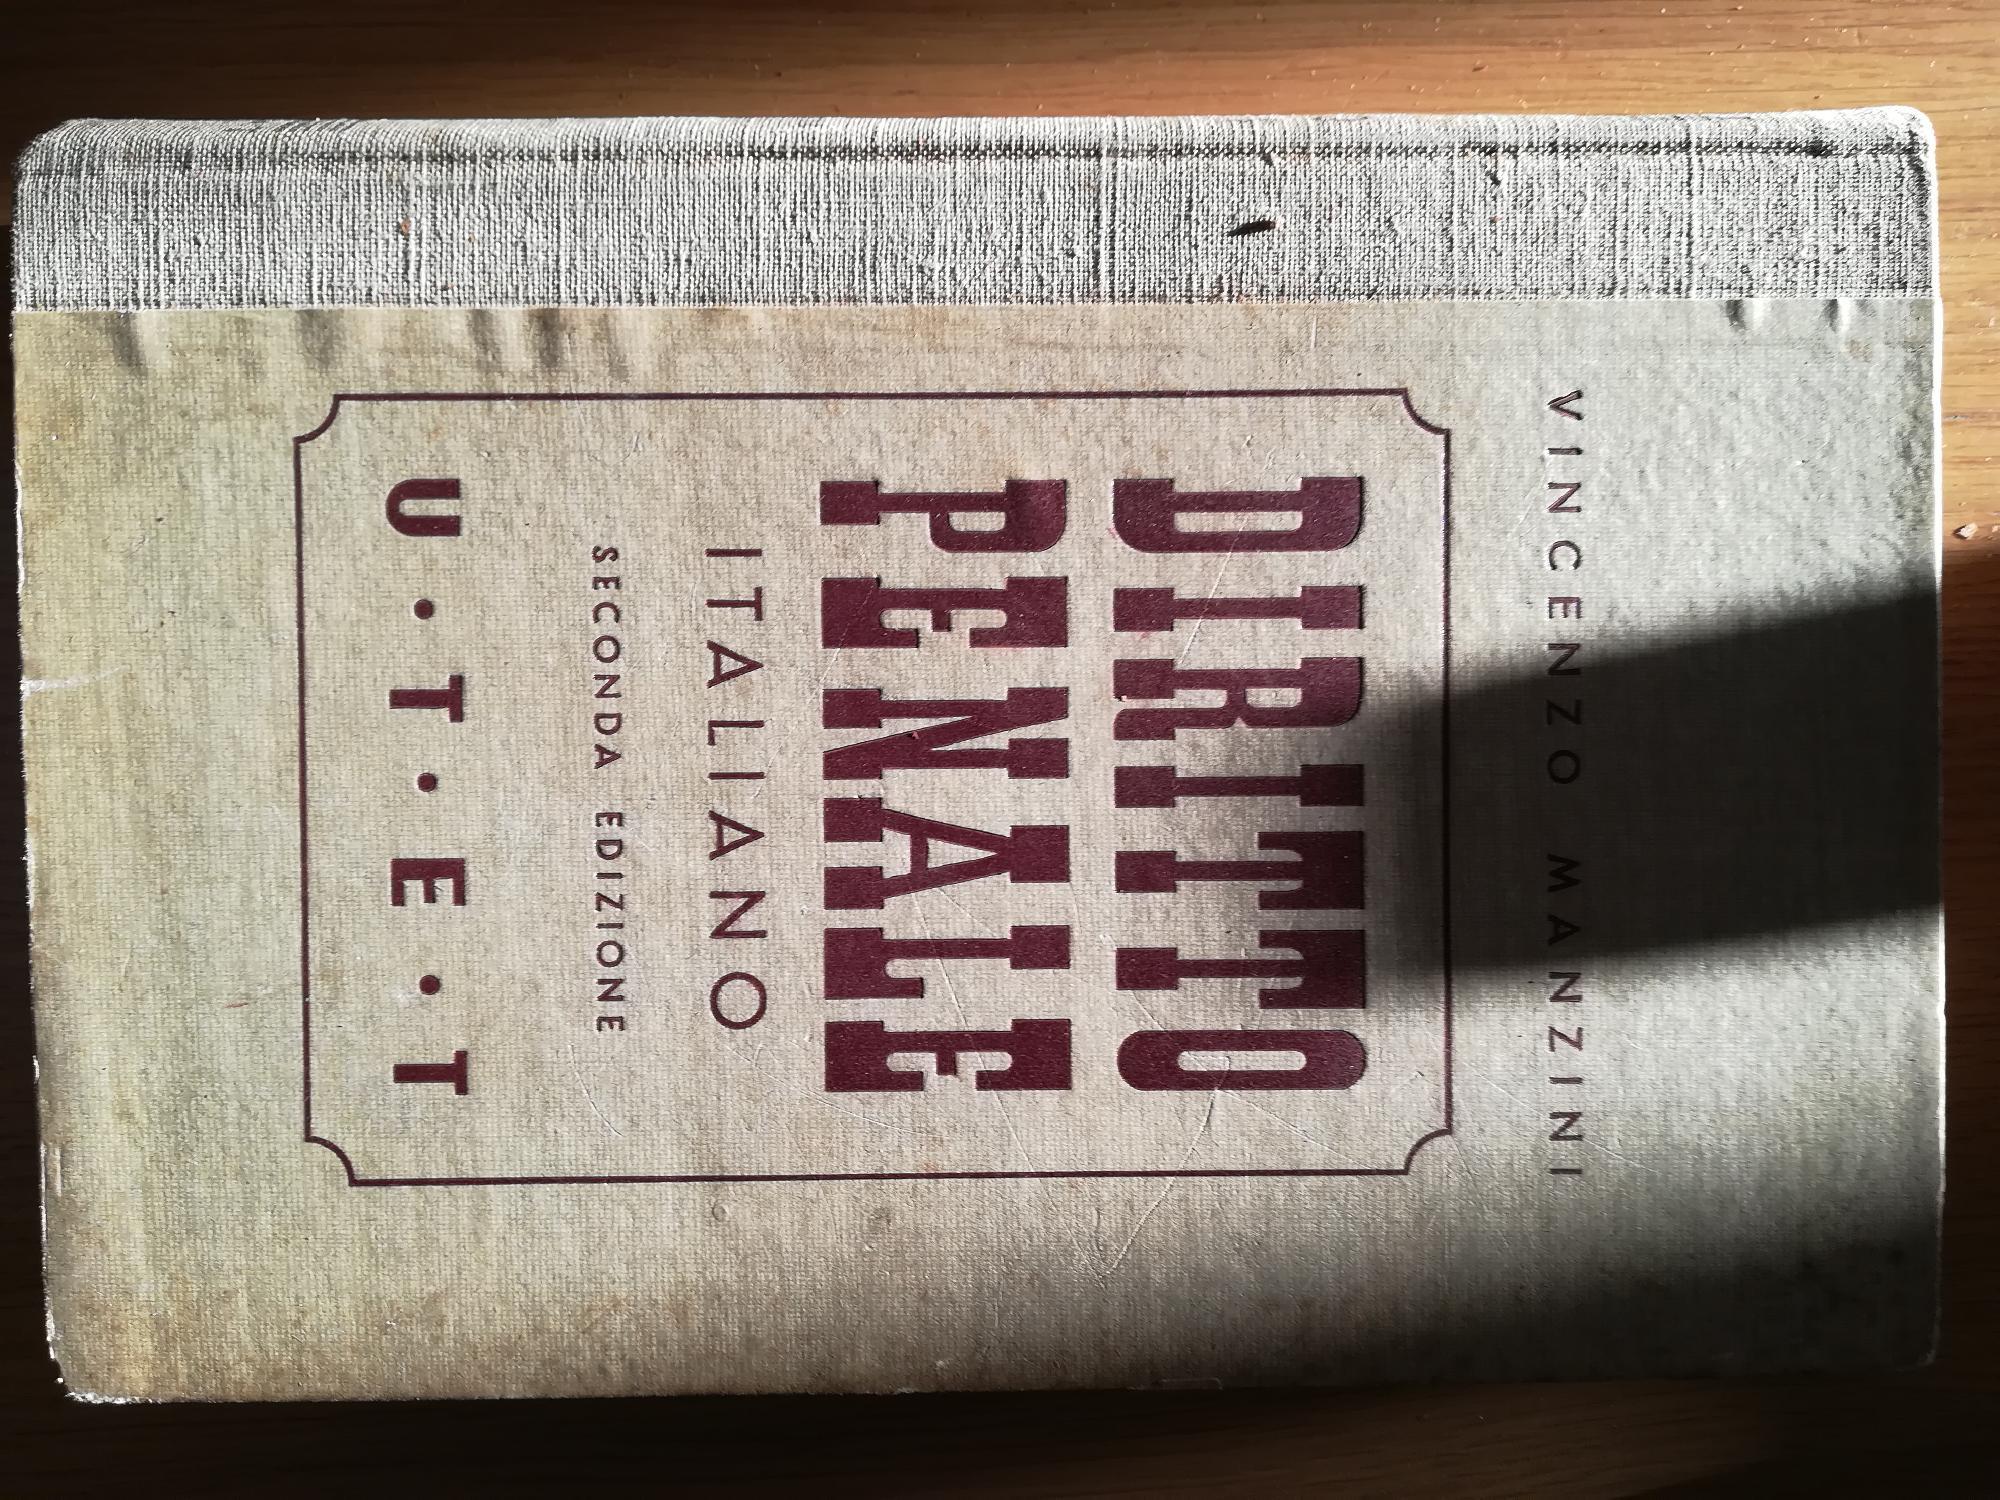 VINCENZO MANZINI
DIRITTO
PENALE
ITALIANO
SECONDA EDIZIONE
U·T·E·T